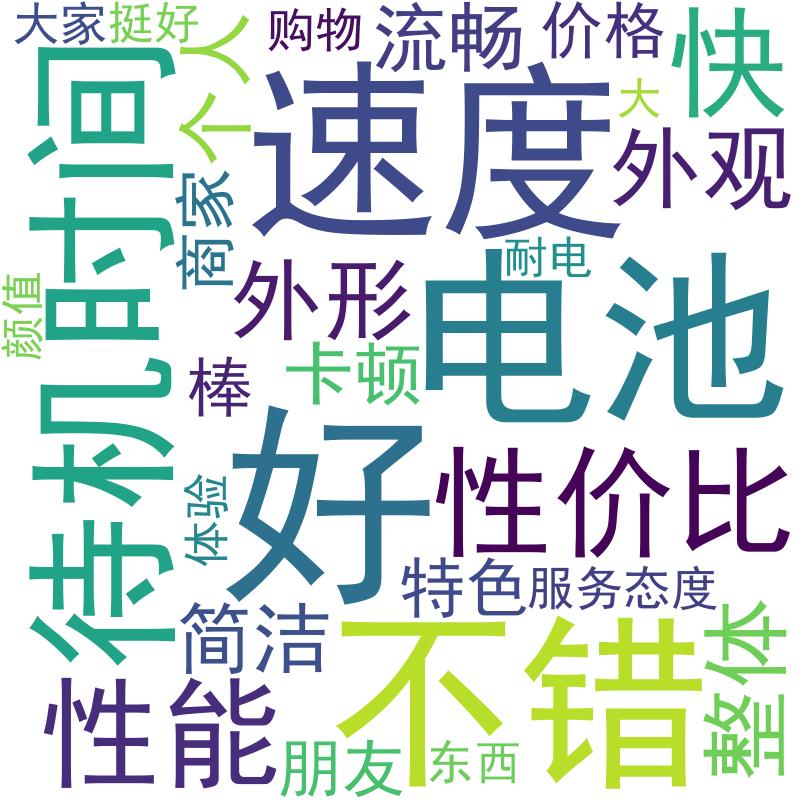 大家
挺好
购物
流畅
价格
快
个人
大
速度
外观
待机时间
商家
耐电
外形
电池
颜值
卡顿
棒
好
性价比
体验
特色
服务态度
简洁
不错
整体
性能
朋友
东西